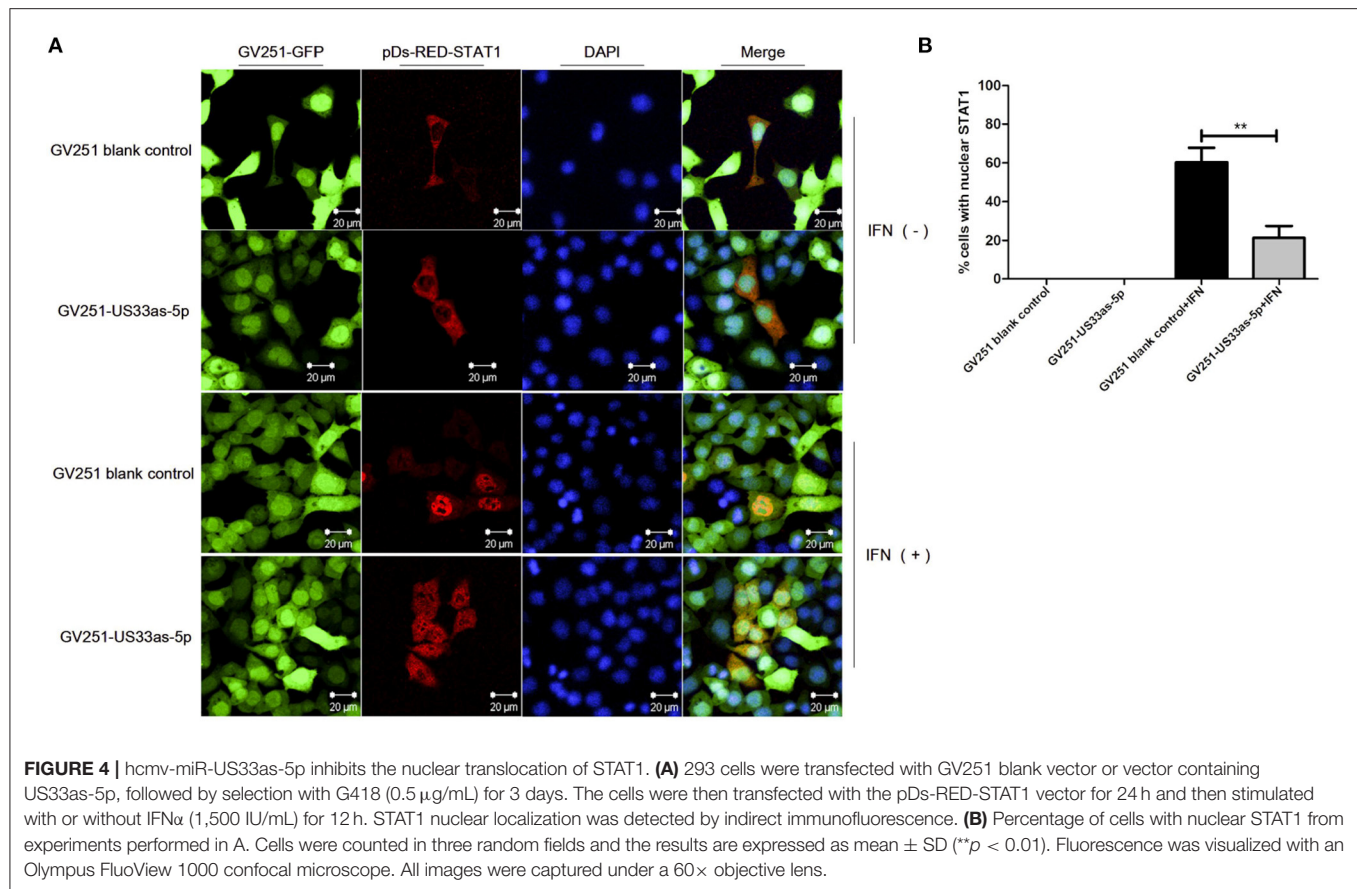 A
GV251-GFP pDs-RED-STAT1 DAPI Merge
GV251 blank control
20 µm 20 µm 20 µm 20 µm
GV251-US33as-5p
20 µm 20 µm 20 µm 20 µm
IFN ( - )
GV251 blank control
20 µm 20 µm 20 µm 20 µm
GV251-US33as-5p
20 µm 20 µm 20 µm 20 µm
IFN ( + )
B
% cells with nuclear STAT1
100
80
60
40
20
0
**
GV251 blank control
GV251-US33as-5p
GV251 blank control+IFN
GV251-US33as-5p+IFN
FIGURE 4 | hcmv-miR-US33as-5p inhibits the nuclear translocation of STAT1. (A) 293 cells were transfected with GV251 blank vector or vector containing
US33as-5p, followed by selection with G418 (0.5 µg/mL) for 3 days. The cells were then transfected with the pDs-RED-STAT1 vector for 24 h and then stimulated
with or without IFNα (1,500 IU/mL) for 12 h. STAT1 nuclear localization was detected by indirect immunofluorescence. (B) Percentage of cells with nuclear STAT1 from
experiments performed in A. Cells were counted in three random fields and the results are expressed as mean ± SD (**p < 0.01). Fluorescence was visualized with an
Olympus FluoView 1000 confocal microscope. All images were captured under a 60× objective lens.